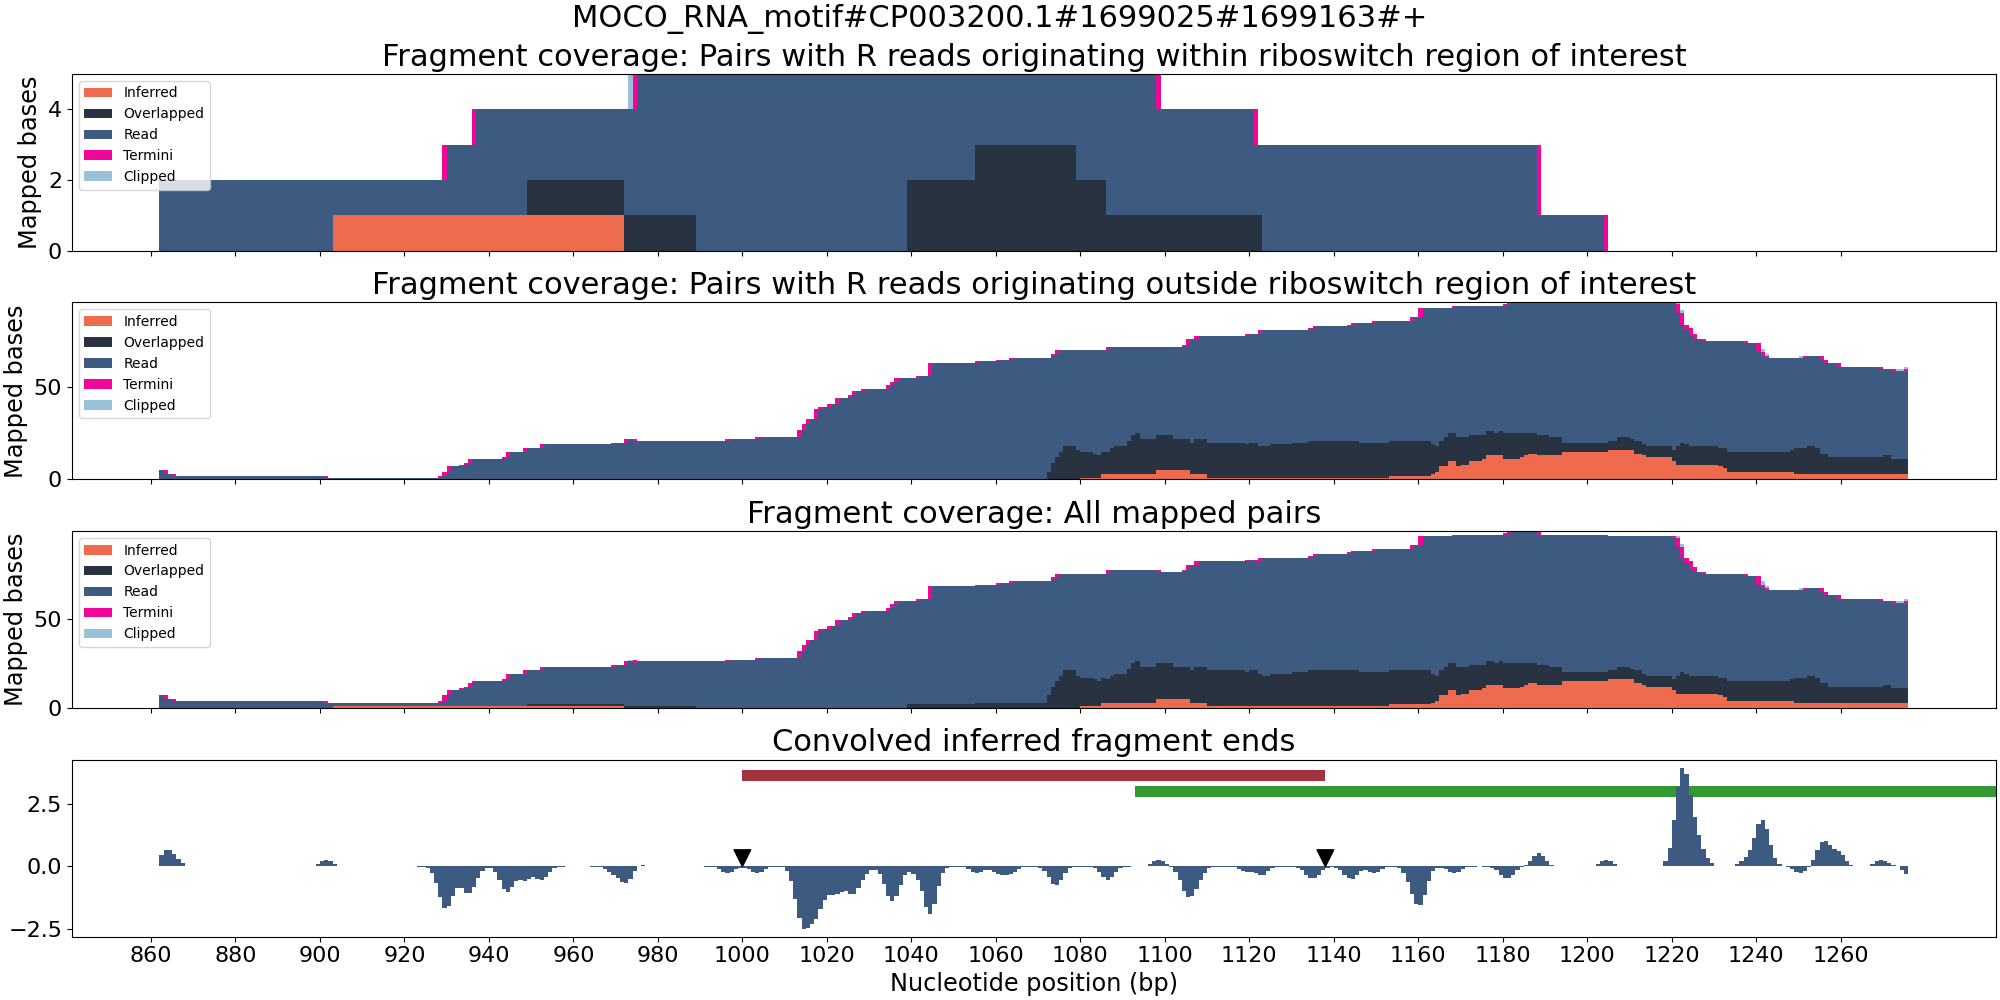 MOCO_RNA_motif#CP003200.1#1699025#1699163#+
Fragment coverage: Pairs with R reads originating within riboswitch region of interest
Mapped bases
4
2
0
Inferred
Overlapped
Read
Termini
Clipped
Fragment coverage: Pairs with R reads originating outside riboswitch region of interest
Mapped bases
50
0
Inferred
Overlapped
Read
Termini
Clipped
Fragment coverage: All mapped pairs
Mapped bases
50
0
Inferred
Overlapped
Read
Termini
Clipped
Convolved inferred fragment ends
2.5
0.0
−2.5
860 880 900 920 940 960 980 1000 1020 1040 1060 1080 1100 1120 1140 1160 1180 1200 1220 1240 1260
Nucleotide position (bp)